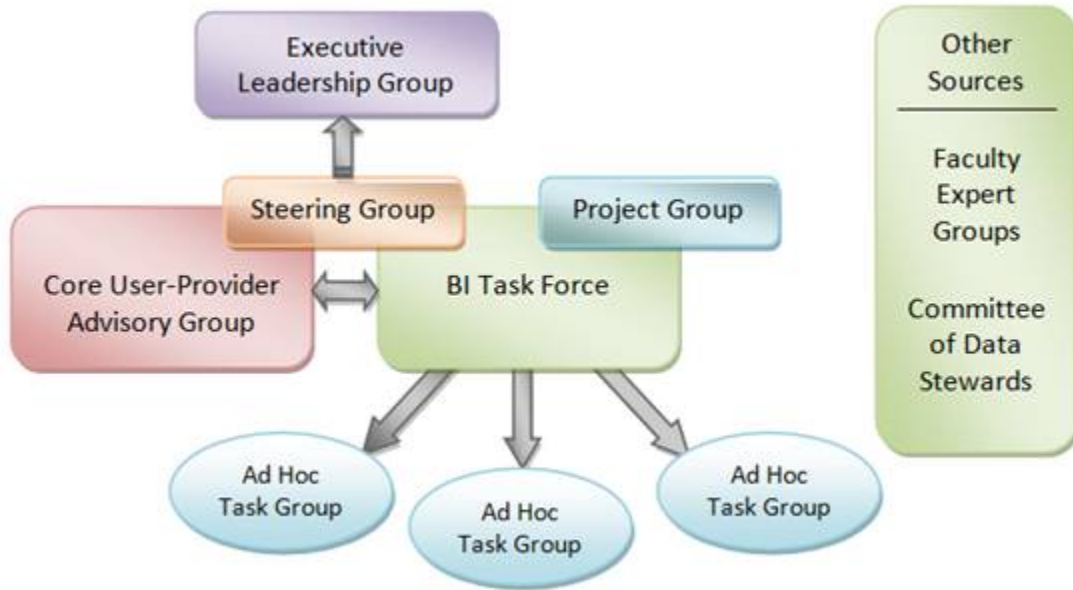 Executive
Leadership Group
Steering Group
Project Group
Core User-Provider
Advisory Group
BI Task Force
Ad Hoc
Task Group
Ad Hoc
Task Group
Ad Hoc
Task Group
Other
Sources
Faculty
Expert
Groups
Committee
of Data
Stewards